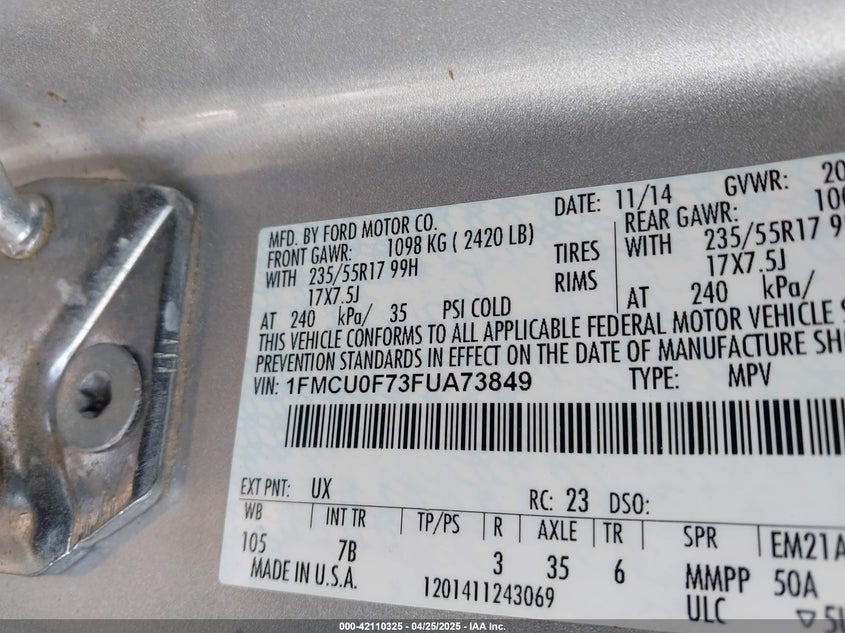 MFD. BY FORD MOTOR CO. DATE: 11/14 GVWR: 20
FRONT GAWR: 1098 KG ( 2420 LB) REAR GAWR:
WITH 235/55R17 99H TIRES WITH 235/55R17
17X7.5J RIMS 17X7.5J
AT 240 kPa/ 35 PSI COLD AT 240 kPa/
THIS VEHICLE CONFORMS TO ALL APPLICABLE FEDERAL MOTOR VEHICLE
PREVENTION STANDARDS IN EFFECT ON THE DATE OF MANUFACTURE
VIN: 1FMCU0F73FUA73849 TYPE: MPV
EXT PNT: UX RC: 23 DSO:
WB INT TR TP/PS R AXLE TR SPR EM21A
105 7B 3 35 6 MMPP 50A
MADE IN U.S.A. 1201411243069 ULC
000-42110325 - 04/25/2025 - IAA Inc.